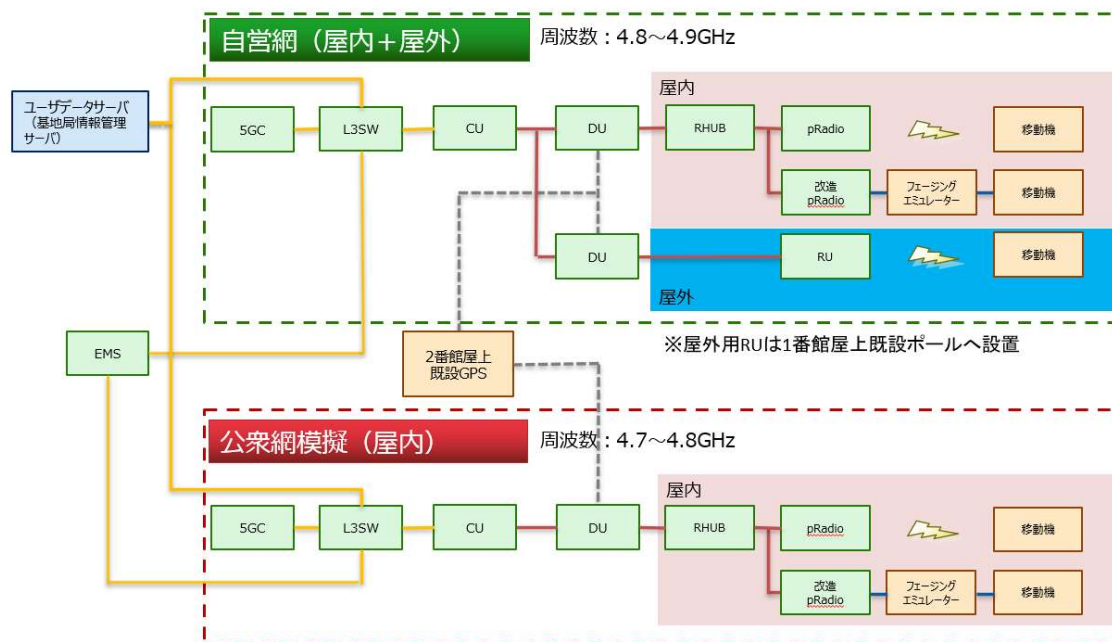 自営網（屋内＋屋外）
周波数：4.8～4.9GHz
ユーザデータサーバ
（基地局情報管理
サーバ）
屋内
5GC
L3SW
CU
DU
RHUB
pRadio
移動機
改造
pRadio
フェージング
エミュレーター
移動機
DU
RU
移動機
屋外
EMS
2番館屋上
既設GPS
※屋外用RUは1番館屋上既設ポールへ設置
公衆網模擬（屋内）
周波数：4.7～4.8GHz
屋内
5GC
L3SW
CU
DU
RHUB
pRadio
移動機
改造
pRadio
フェージング
エミュレーター
移動機